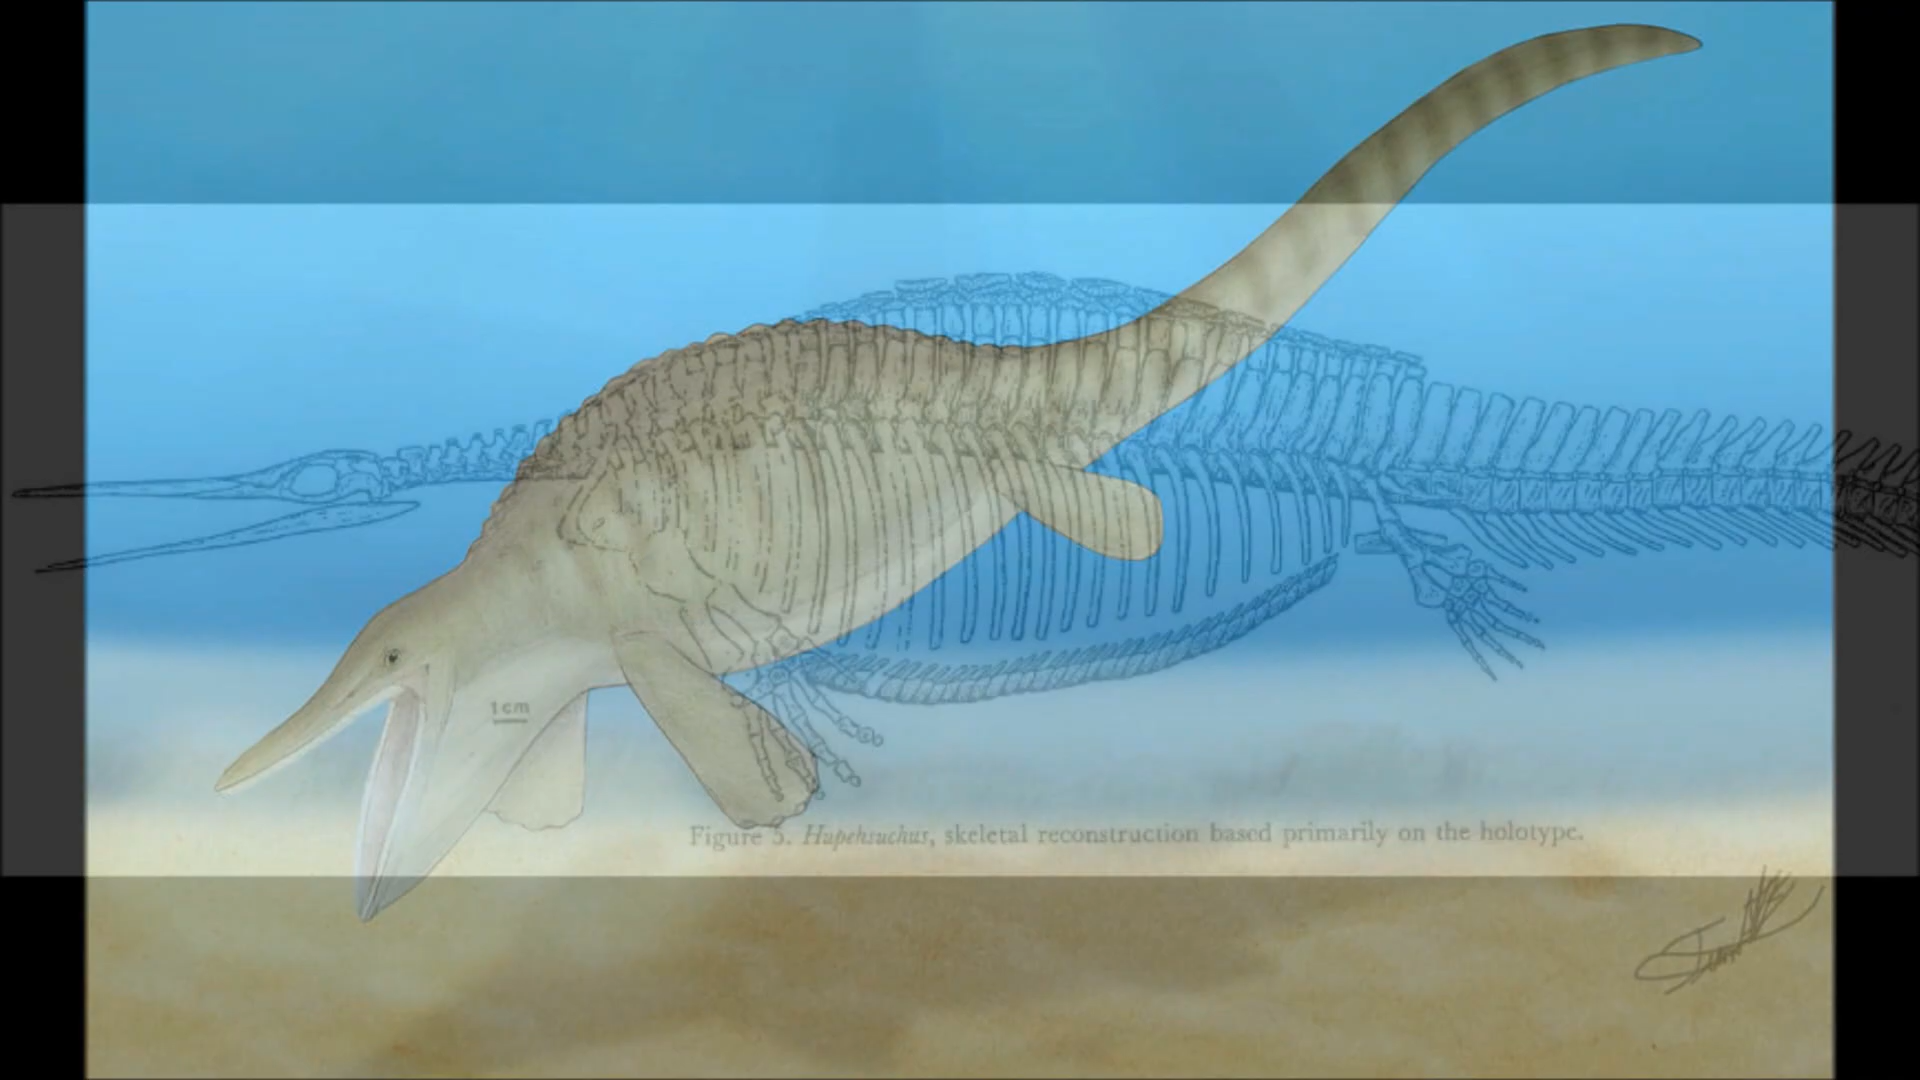 1cm
Figure 5. Hupehsuchus, skeletal reconstruction based primarily on the holotype.